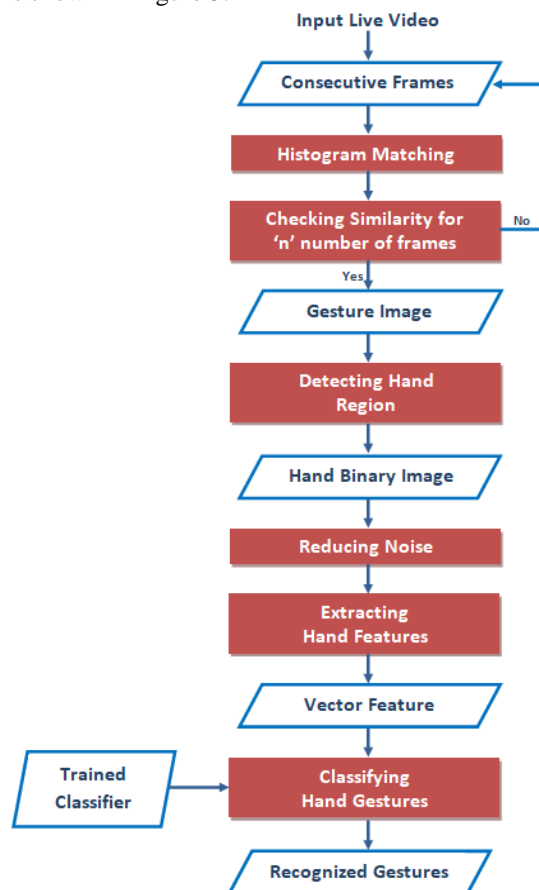 Input Live Video
Consecutive Frames
Histogram Matching
Checking Similarity for
‘n’ number of frames
No
Yes
Gesture Image
Detecting Hand
Region
Hand Binary Image
Reducing Noise
Extracting
Hand Features
Vector Feature
Trained
Classifier
Classifying
Hand Gestures
Recognized Gestures